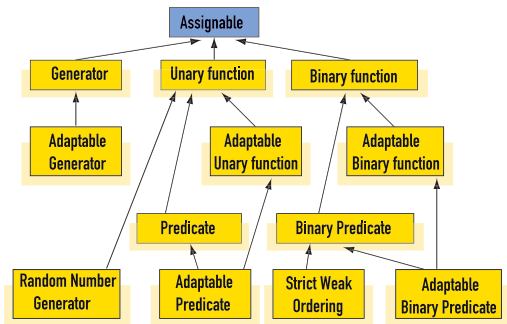 Assignable
Generator
Unary function
Binary function
Adaptable
Generator
Adaptable
Unary function
Adaptable
Binary function
Predicate
Binary Predicate
Random Number
Generator
Adaptable
Predicate
Strict Weak
Ordering
Adaptable
Binary Predicate